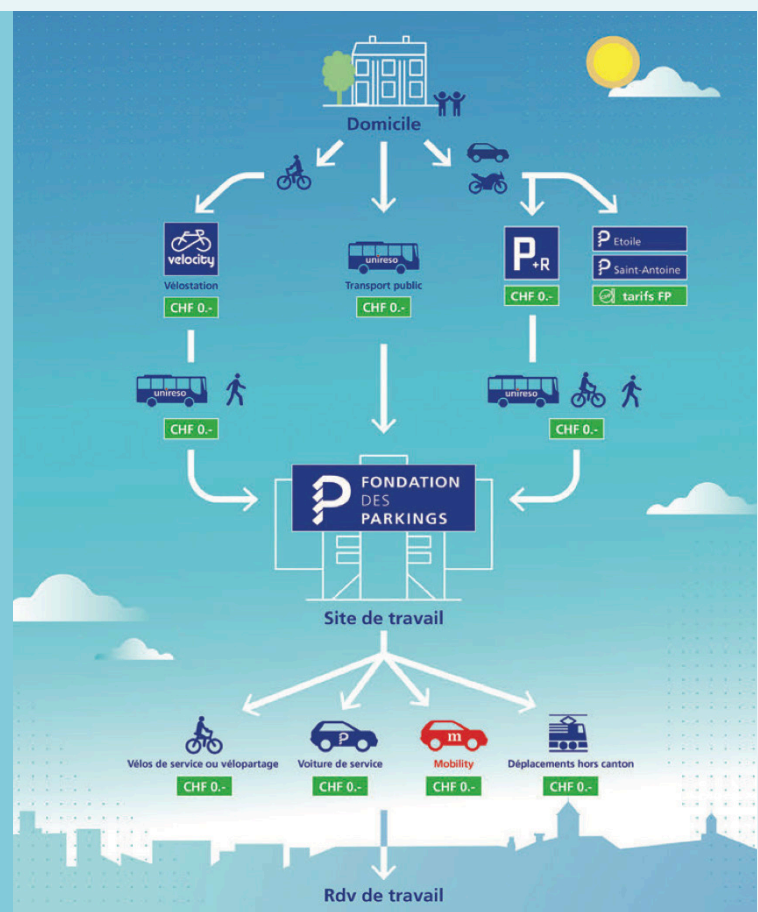 Domicile
velocity
Vélostation
CHF 0.-
unireso
Transport public
CHF 0.-
P+R
CHF 0.-
P Etoile
P Saint-Antoine
tarifs FP
unireso
CHF 0.-
unireso
CHF 0.-
P FONDATION
DES
PARKINGS
Site de travail
P
m
Vélos de service ou vélopartage
Voiture de service
Mobility
Déplacements hors canton
CHF 0.-
CHF 0.-
CHF 0.-
CHF 0.-
Rdv de travail